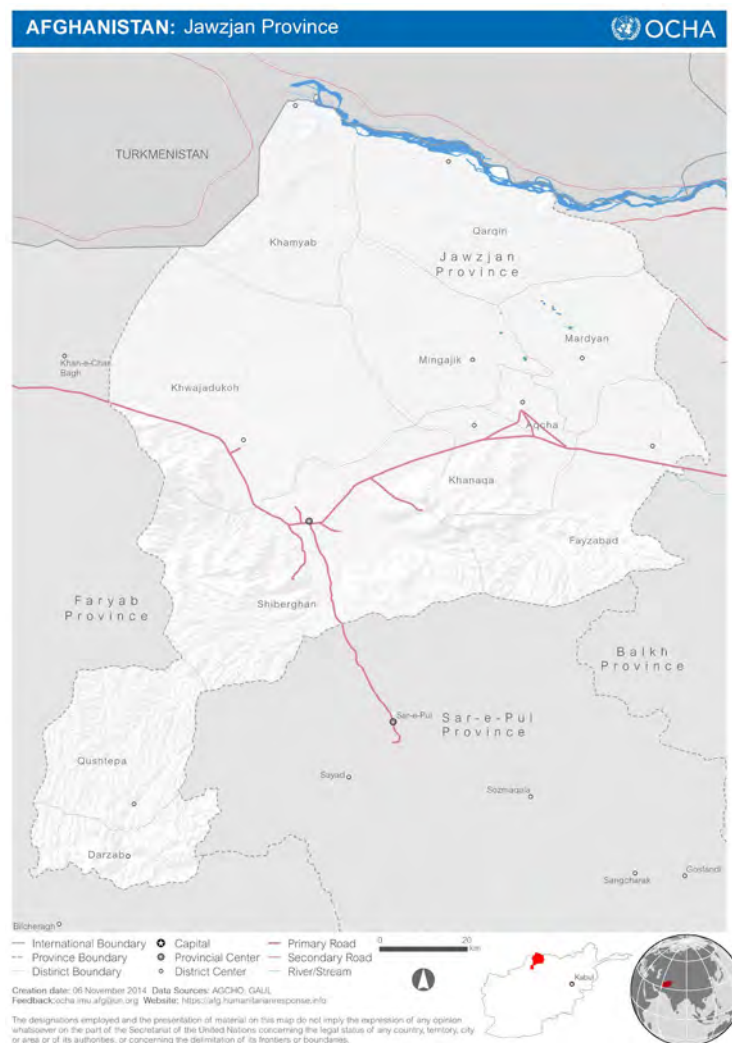 AFGHANISTAN: Jawzjan Province
OCHA
TURKMENISTAN
Khamyab
Qarqin
Jawzjan
Province
Mardyan
Mingajik
Khan-e-Char
Bagh
Khwajadukoh
Aqcha
Khanaqa
Fayzabad
Faryab
Province
Shiberghan
Balkh
Province
Sar-e-Pul
Sar-e-Pul
Province
Qushtepa
Sayad
Sozmaqala
Darzab
Sangcharak
Gosfandi
Bilcheragh
International Boundary
Province Boundary
District Boundary
Capital
Provincial Center
District Center
Primary Road
Secondary Road
River/Stream
0 20
km
Kabul
Creation date: 06 November 2014 Data Sources: AGCHO, GAUL
Feedback:ocha.imu.afg@un.org Website: https://afg.humanitarianresponse.info
The designations employed and the presentation of material on this map do not imply the expression of any opinion
whatsoever on the part of the Secretariat of the United Nations concerning the legal status of any country, territory, city
or area or of its authorities, or concerning the delimitation of its frontiers or boundaries.